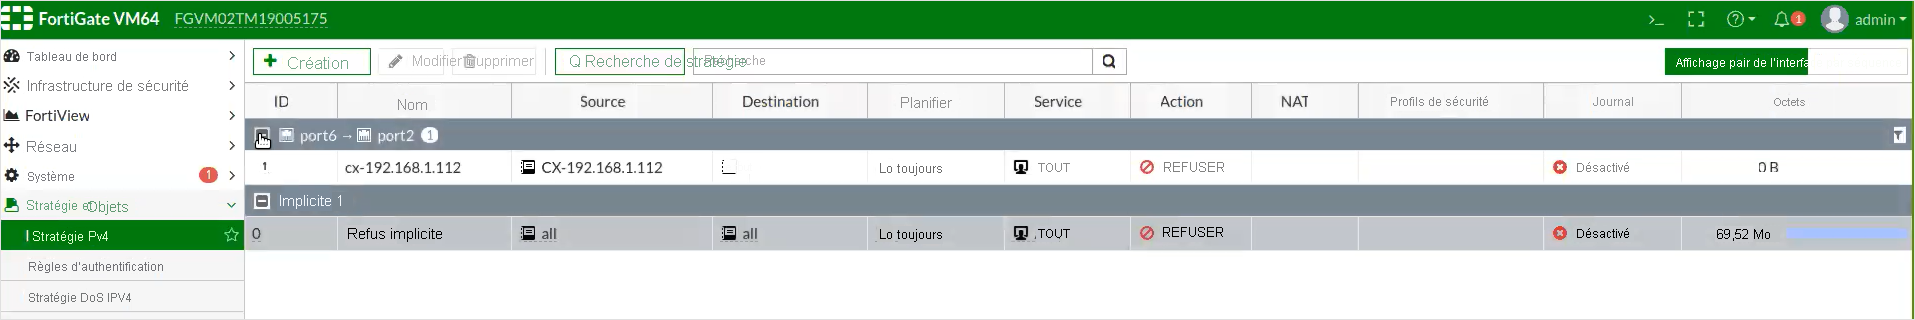 FortiGate VM64 FGVM02TM19005175 >_ ? 1 admin
Tableau de bord
Infrastructure de sécurité
FortiView
Réseau
Système 1
Stratégie et Objets
Stratégie Pv4
Règles d'authentification
Stratégie DoS IPV4
+ Création Modifier Supprimer Q Recherche de stratégie Recherche Affichage pair de l'interfa
ID Nom Source Destination Planifier Service Action NAT Profils de sécurité Journal Octets
port6 → port2 1
1 cx-192.168.1.112 CX-192.168.1.112 Lo toujours TOUT REFUSER Désactivé 0 B
Implicite 1
0 Refus implicite all all Lo toujours .TOUT REFUSER Désactivé 69,52 Mo